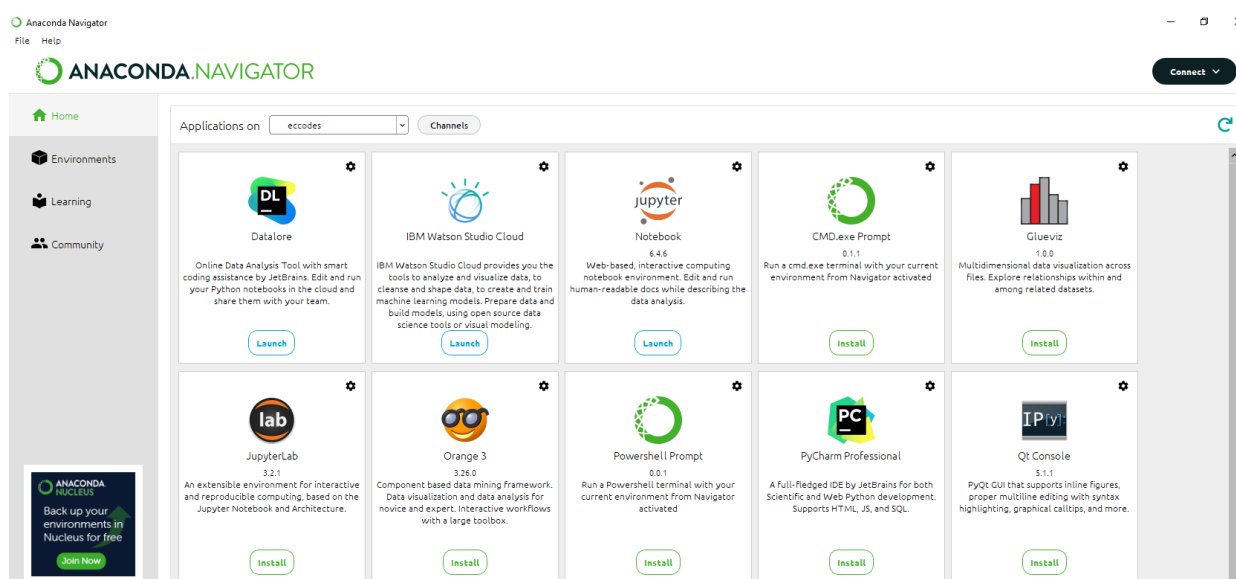 Anaconda Navigator
File Help
ANACONDA.NAVIGATOR
Connect
Home
Environments
Learning
Community
Applications on eccodes Channels
DL
Datalore
Online Data Analysis Tool with smart
coding assistance by JetBrains. Edit and run
your Python notebooks in the cloud and
share them with your team.
Launch
IBM Watson Studio Cloud
IBM Watson Studio Cloud provides you the
tools to analyze and visualize data, to
cleanse and shape data, to create and train
machine learning models. Prepare data and
build models, using open source data
science tools or visual modeling.
Launch
jupyter
Notebook
6.4.6
Web-based, interactive computing
notebook environment. Edit and run
human-readable docs while describing the
data analysis.
Launch
CMD.exe Prompt
0.1.1
Run a cmd.exe terminal with your current
environment from Navigator activated
Install
Glueviz
1.0.0
Multidimensional data visualization across
files. Explore relationships within and
among related datasets.
Install
lab
JupyterLab
3.2.1
An extensible environment for interactive
and reproducible computing, based on the
Jupyter Notebook and Architecture.
Install
Orange 3
3.26.0
Component based data mining framework.
Data visualization and data analysis for
novice and expert. Interactive workflows
with a large toolbox.
Install
Powershell Prompt
0.0.1
Run a Powershell terminal with your
current environment from Navigator
activated
Install
PC
PyCharm Professional
A full-fledged IDE by JetBrains for both
Scientific and Web Python development.
Supports HTML, JS, and SQL.
Install
IP[y]:
Qt Console
5.1.1
PyQt GUI that supports inline figures,
proper multiline editing with syntax
highlighting, graphical calltips, and more.
Install
ANACONDA.
NUCLEUS
Back up your
environments in
Nucleus for free
Join Now